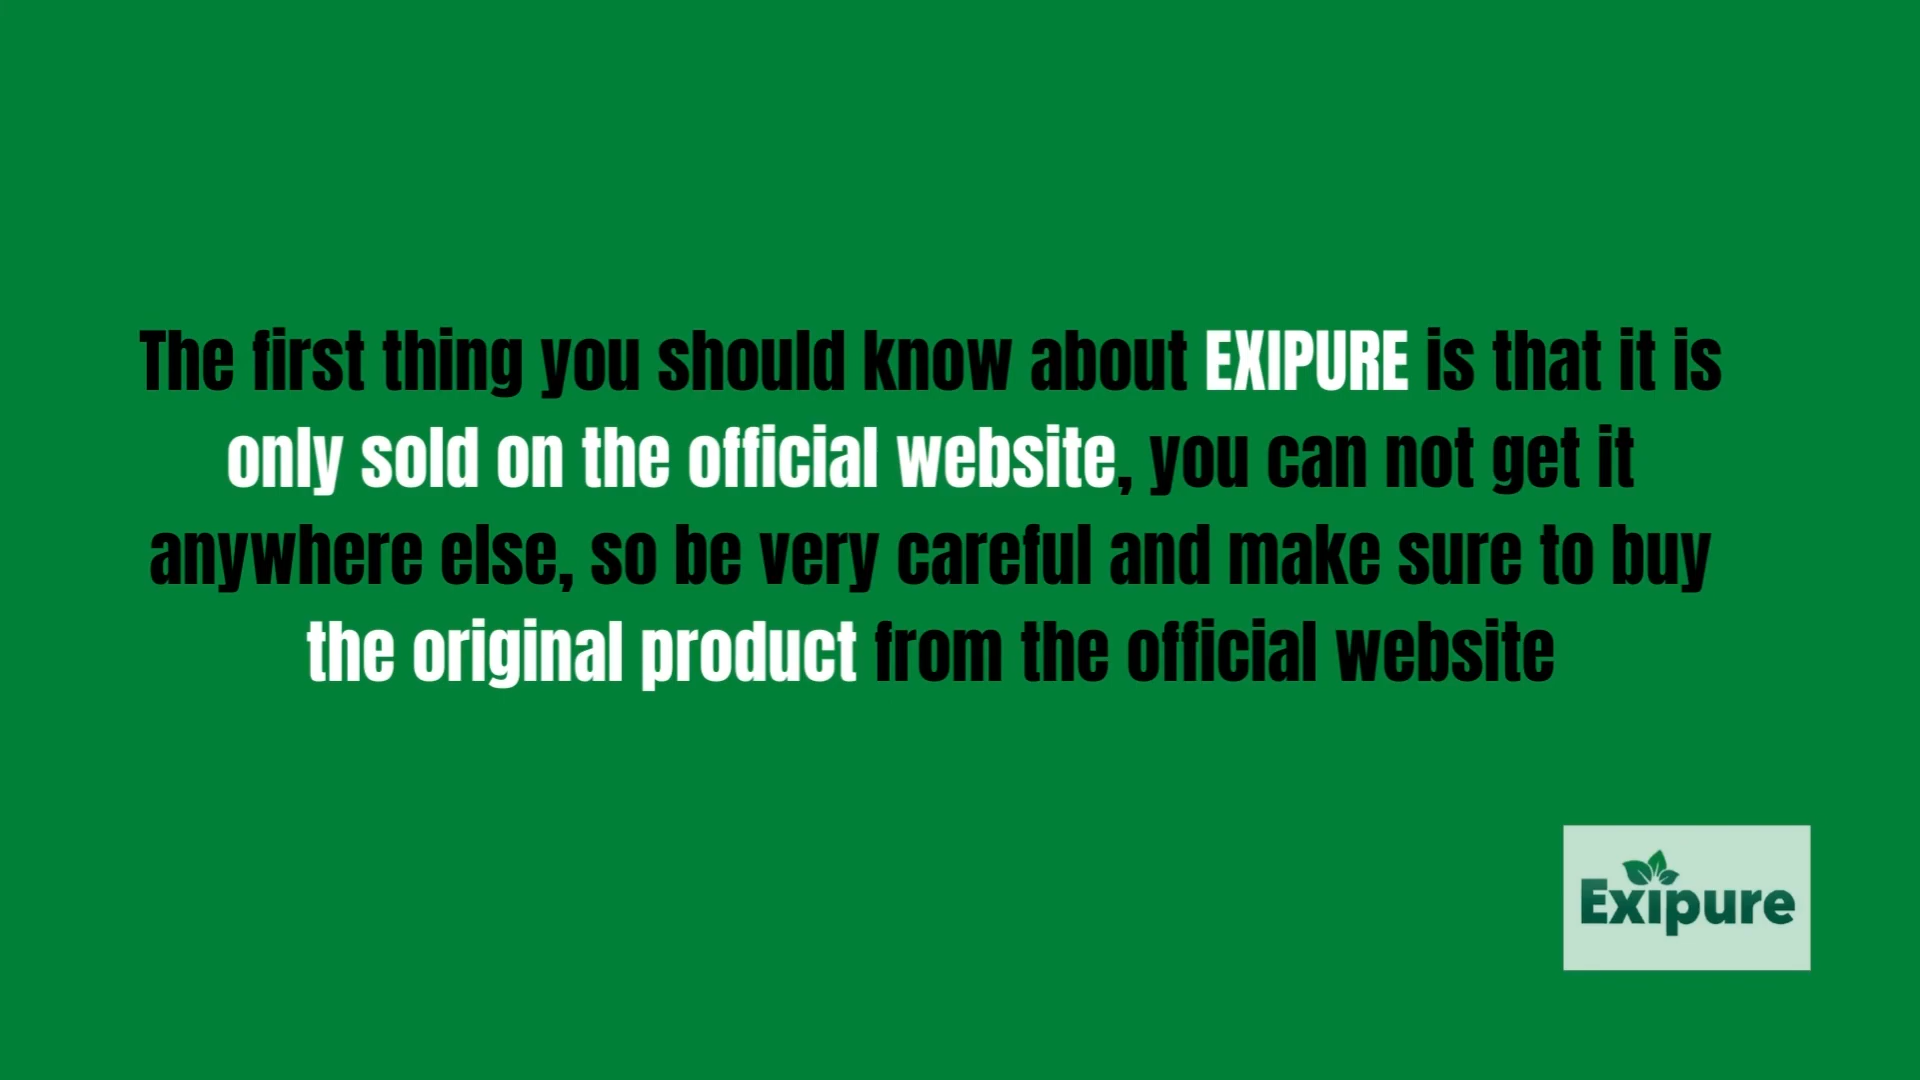 The first thing you should know about EXIPURE is that it is
only sold on the official website, you can not get it
anywhere else, so be very careful and make sure to buy
the original product from the official website
Exipure